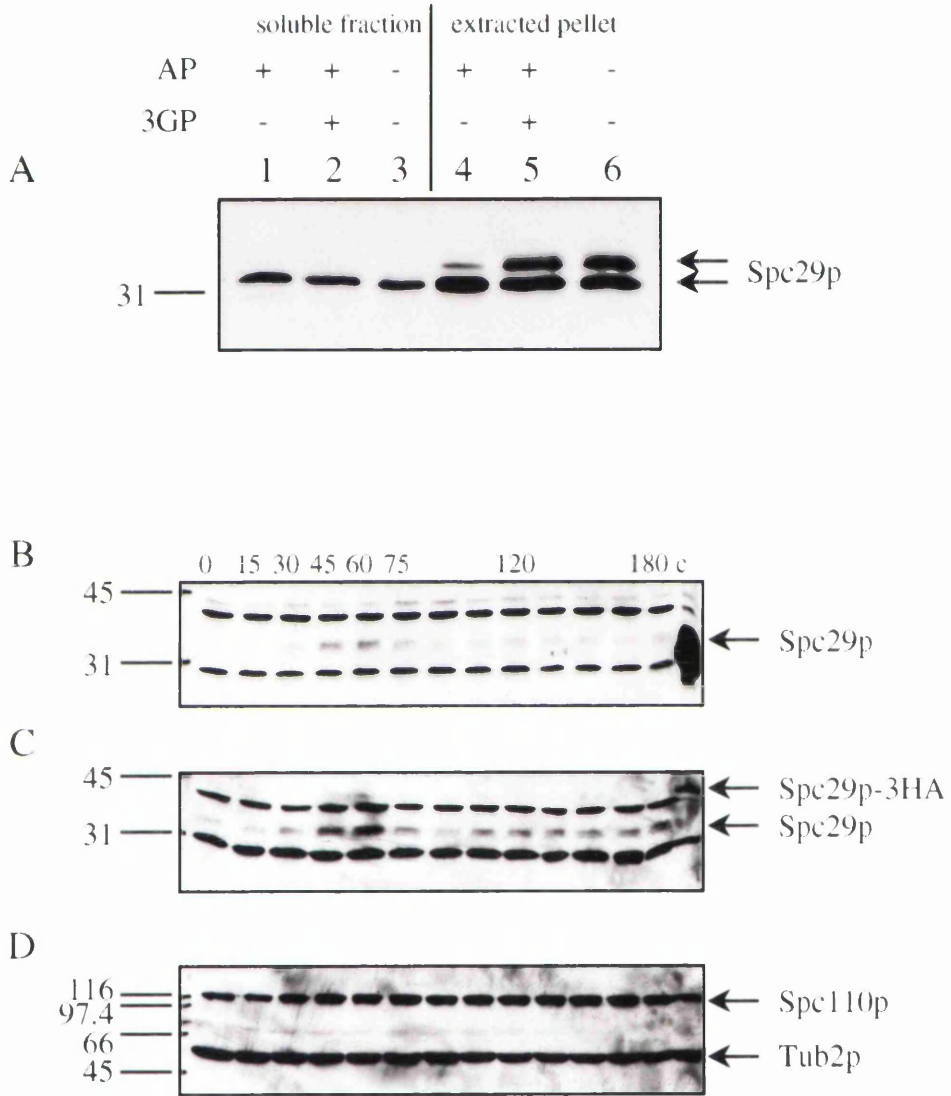 soluble fraction extracted pellet
AP + + - + + -
3GP - + - - + -
A 1 2 3 4 5 6
31 Spc29p
B 0 15 30 45 60 75 120 180 c
45
31 Spc29p
C
45 Spc29p-3HA
31 Spc29p
D
116 Spc110p
97.4
66
45 Tub2p